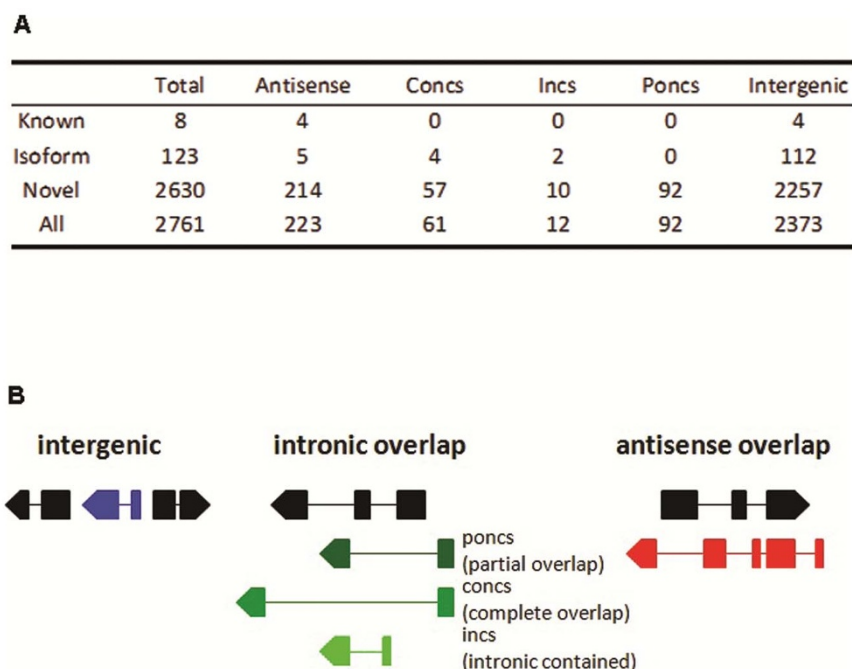 A
Total Antisense Concs Incs Poncs Intergenic
Known 8 4 0 0 0 4
Isoform 123 5 4 2 0 112
Novel 2630 214 57 10 92 2257
All 2761 223 61 12 92 2373
B
intergenic intronic overlap antisense overlap
poncs
(partial overlap)
concs
(complete overlap)
incs
(intronic contained)